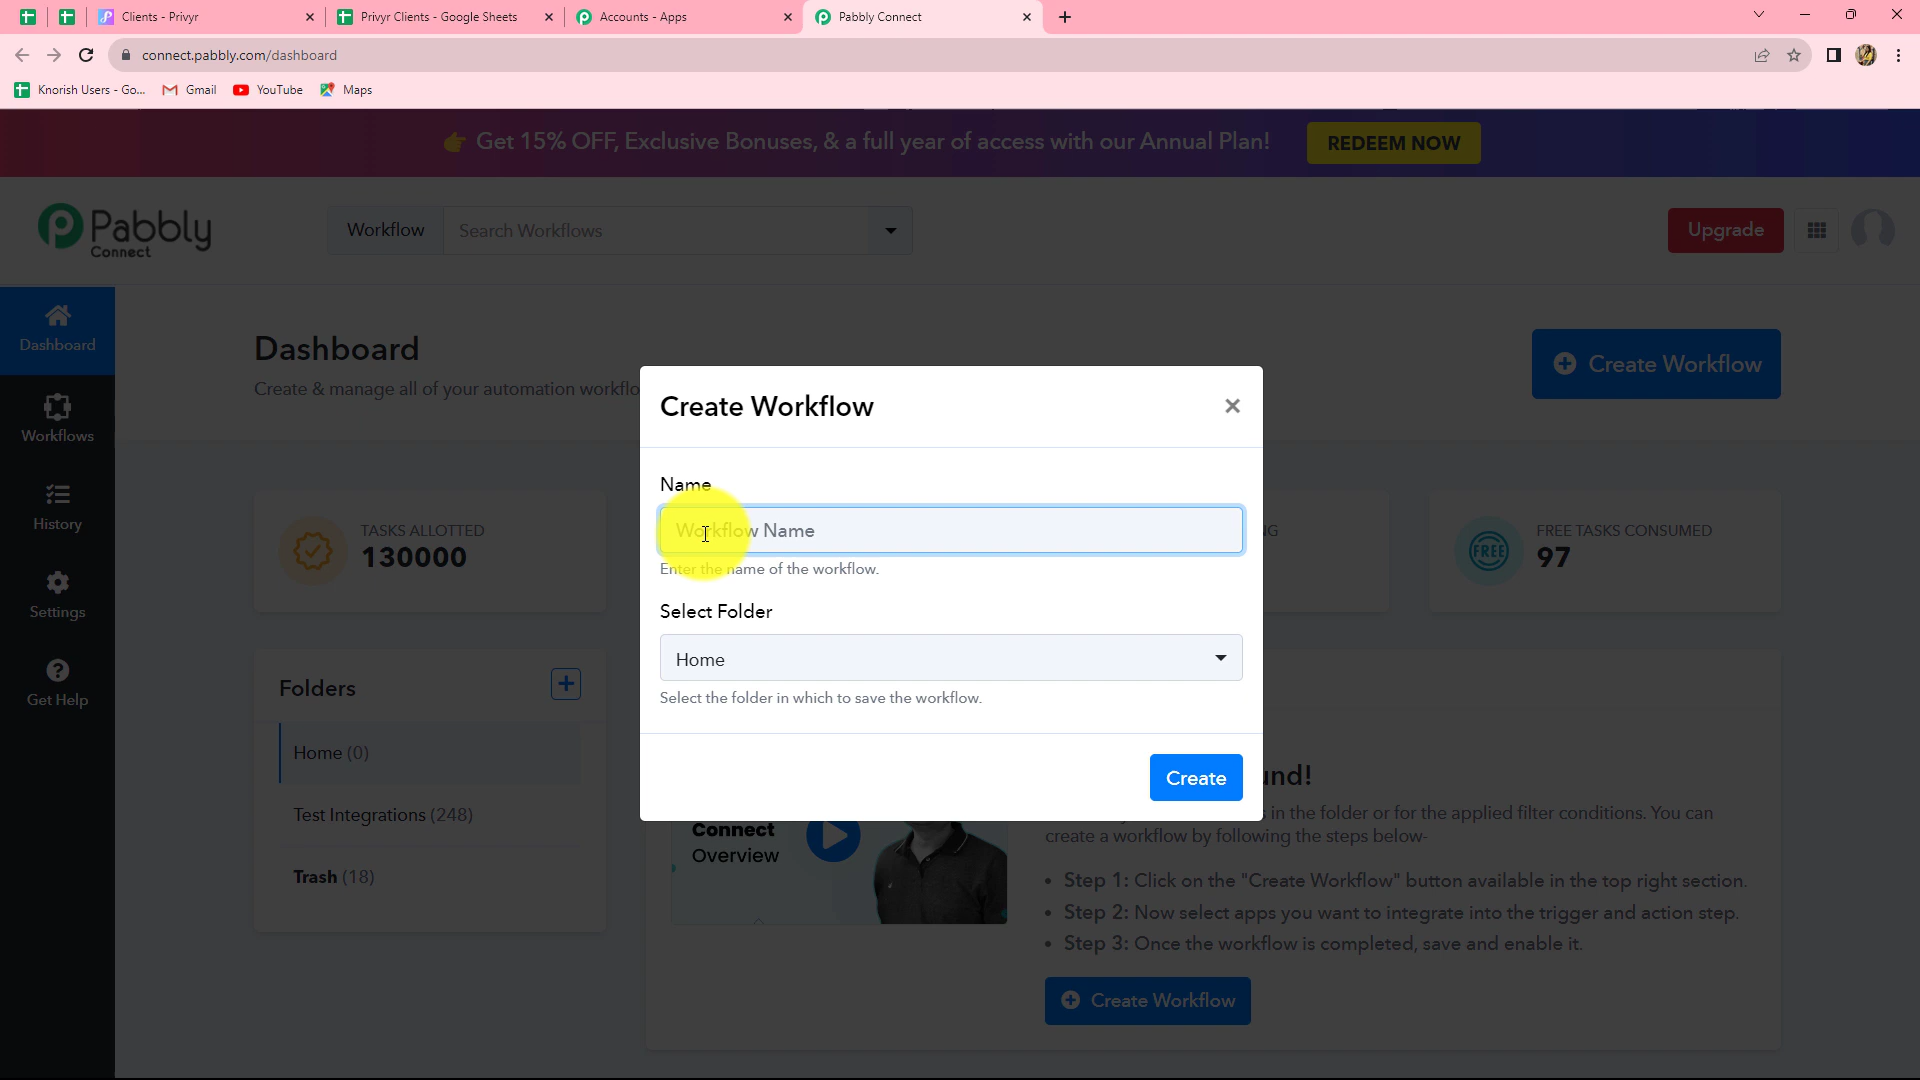 Clients - Privyr
Privyr Clients - Google Sheets
Accounts - Apps
Pabbly Connect
connect.pabbly.com/dashboard
Knorish Users - Go...
Gmail
YouTube
Maps
Get 15% OFF, Exclusive Bonuses, & a full year of access with our Annual Plan!
REDEEM NOW
Pabbly
Connect
Workflow
Search Workflows
Upgrade
Dashboard
Workflows
History
Settings
Get Help
Dashboard
Create & manage all of your automation workflo
Create Workflow
TASKS ALLOTTED
130000
FREE TASKS CONSUMED
FREE
97
Folders
Home (0)
Test Integrations (248)
Trash (18)
Create Workflow
Name
Workflow Name
Enter the name of the workflow.
Select Folder
Home
Select the folder in which to save the workflow.
Create
Connect
Overview
und!
in the folder or for the applied filter conditions. You can
create a workflow by following the steps below-
Step 1: Click on the "Create Workflow" button available in the top right section.
Step 2: Now select apps you want to integrate into the trigger and action step.
Step 3: Once the workflow is completed, save and enable it.
Create Workflow